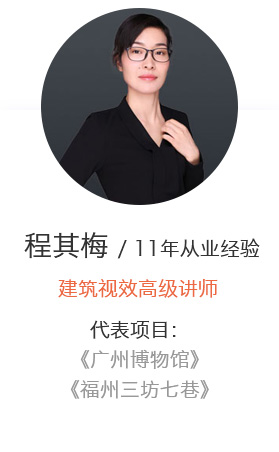 程其梅 / 11年从业经验
建筑视效高级讲师
代表项目:
《广州博物馆》
《福州三坊七巷》